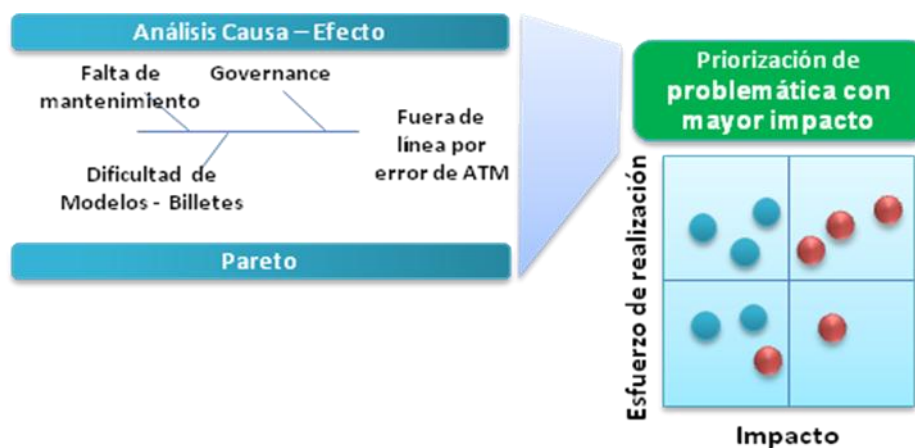 Análisis Causa – Efecto
Falta de
mantenimiento
Governance
Fuera de
línea por
error de ATM
Dificultad de
Modelos - Billetes
Pareto
Priorización de
problemática con
mayor impacto
Esfuerzo de realización
Impacto